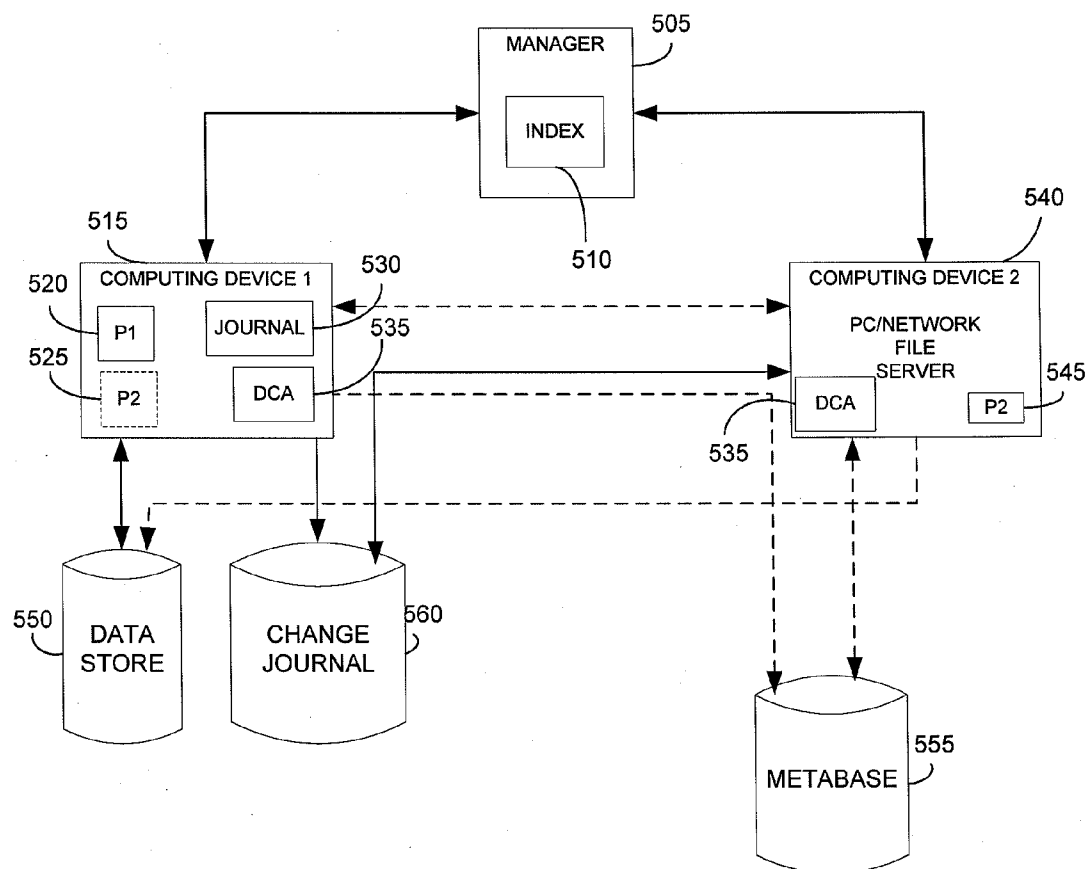 505
MANAGER
INDEX
510
515
540
COMPUTING DEVICE 1
COMPUTING DEVICE 2
520
530
P1
JOURNAL
535
525
P2
DCA
PC/NETWORK
FILE
SERVER
545
DCA
P2
535
550
DATA
STORE
CHANGE
JOURNAL
560
555
METABASE